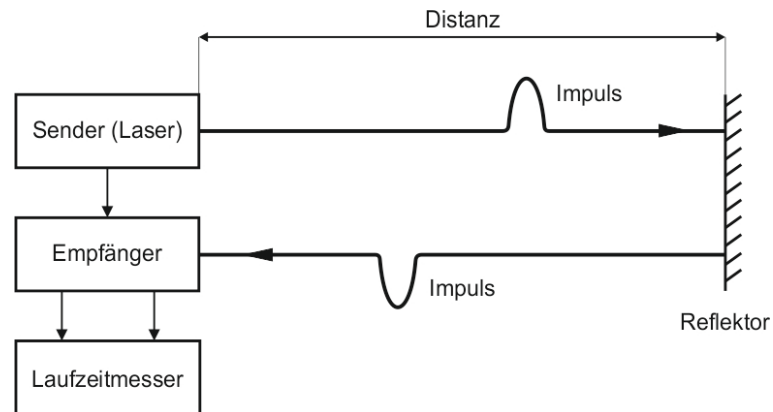 Distanz
Impuls
Sender (Laser)
Empfänger
Impuls
Reflektor
Laufzeitmesser